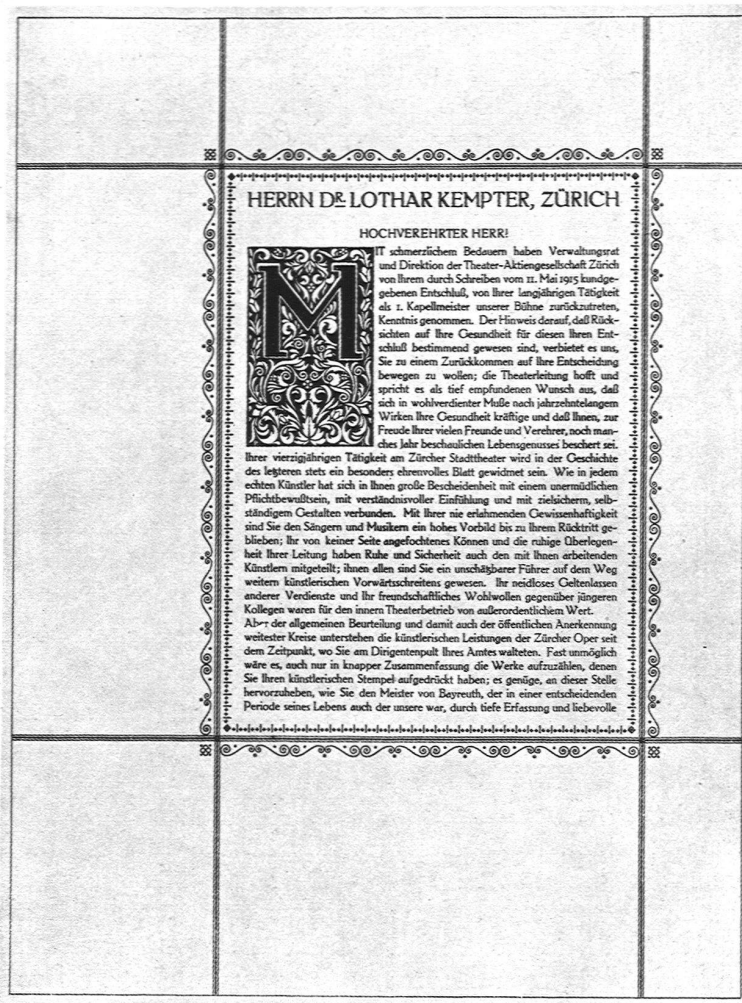 HERRN DR. LOTHAR KEMPTER, ZÜRICH
HOCHVEREHRTER HERR!
MIT schmerzlichem Bedauern haben Verwaltungsrat
und Direktion der Theater-Aktiengesellschaft Zürich
von Ihrem durch Schreiben vom 11. Mai 1915 kundge-
gebenen Entschluß, von Ihrer langjährigen Tätigkeit
als 1. Kapellmeister unserer Bühne zurückzutreten,
Kenntnis genommen. Der Hinweis darauf, daß Rück-
sichten auf Ihre Gesundheit für diesen Ihren Ent-
schluß bestimmend gewesen sind, verbietet es uns,
Sie zu einem Zurückkommen auf Ihre Entscheidung
bewegen zu wollen; die Theaterleitung hofft und
spricht es als tief empfundenen Wunsch aus, daß
sich in wohlverdienter Muße nach jahrzehntelangem
Wirken Ihre Gesundheit kräftige und daß Ihnen, zur
Freude Ihrer vielen Freunde und Verehrer, noch man-
ches Jahr beschaulichen Lebensgenusses beschert sei.
Ihrer vierzigjährigen Tätigkeit am Zürcher Stadttheater wird in der Geschichte
des letzteren stets ein besonders ehrenvolles Blatt gewidmet sein. Wie in jedem
echten Künstler hat sich in Ihnen große Bescheidenheit mit einem unermüdlichen
Pflichtbewußtsein, mit verständnisvoller Einfühlung und mit zielsicherm, selb-
ständigem Gestalten verbunden. Mit Ihrer nie erlahmenden Gewissenhaftigkeit
sind Sie den Sängern und Musikern ein hohes Vorbild bis zu Ihrem Rücktritt ge-
blieben; Ihr von keiner Seite angefochtenes Können und die ruhige Überlegen-
heit Ihrer Leitung haben Ruhe und Sicherheit auch den mit Ihnen arbeitenden
Künstlern mitgeteilt; ihnen allen sind Sie ein unschätzbarer Führer auf dem Weg
weitern künstlerischen Vorwärtsschreitens gewesen. Ihr neidloses Geltenlassen
anderer Verdienste und Ihr freundschaftliches Wohlwollen gegenüber jüngeren
Kollegen waren für den innern Theaterbetrieb von außerordentlichem Wert.
Aber der allgemeinen Beurteilung und damit auch der öffentlichen Anerkennung
weitester Kreise unterstehen die künstlerischen Leistungen der Zürcher Oper seit
dem Zeitpunkt, wo Sie am Dirigentenpult Ihres Amtes walteten. Fast unmöglich
wäre es, auch nur in knapper Zusammenfassung die Werke aufzuzählen, denen
Sie Ihren künstlerischen Stempel aufgedrückt haben; es genüge, an dieser Stelle
hervorzuheben, wie Sie den Meister von Bayreuth, der in einer entscheidenden
Periode seines Lebens auch der unsere war, durch tiefe Erfassung und liebevolle